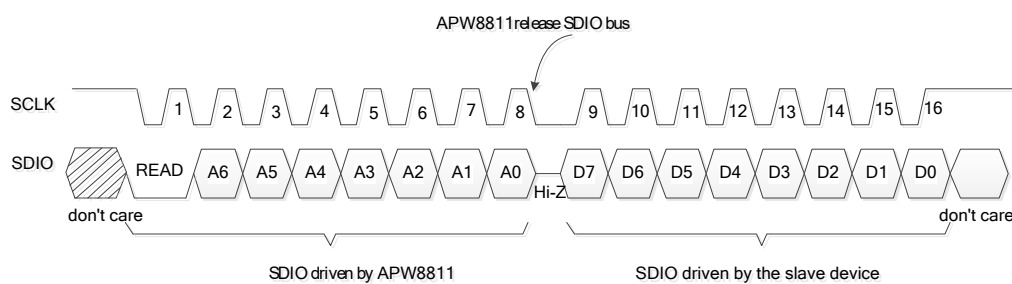 APW8811 release SDIO bus
SCLK 1 2 3 4 5 6 7 8 9 10 11 12 13 14 15 16
SDIO READ A6 A5 A4 A3 A2 A1 A0 Hi-Z D7 D6 D5 D4 D3 D2 D1 D0
don't care don't care
SDIO driven by APW8811 SDIO driven by the slave device